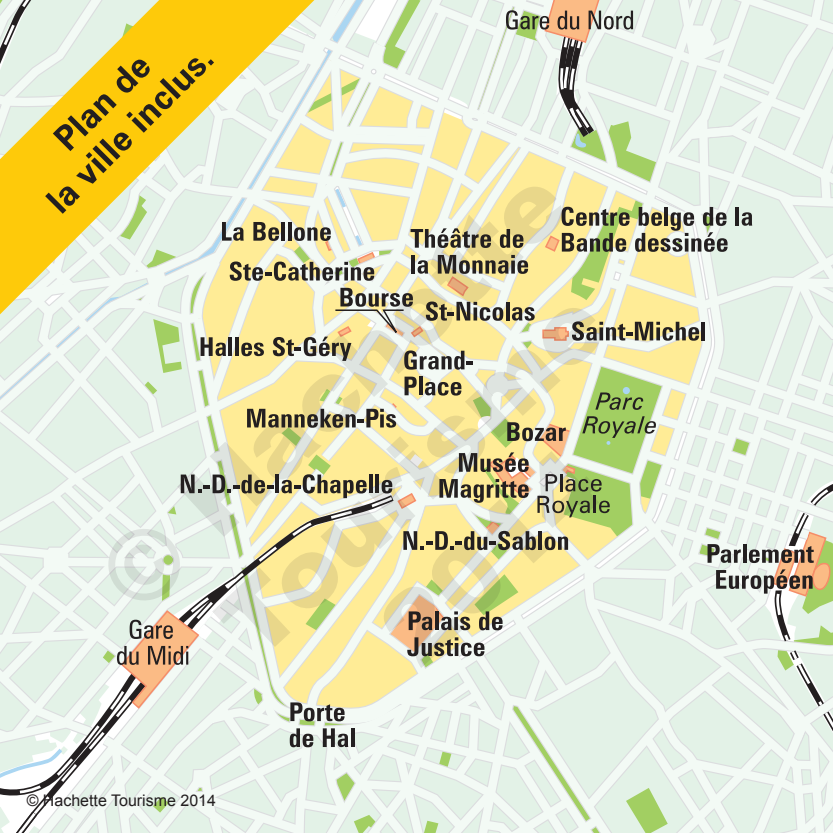 Gare du Nord
Plan de
la ville inclus.
La Bellone
Ste-Catherine
Bourse
Théâtre de
la Monnaie
Centre belge de la
Bande dessinée
St-Nicolas
Saint-Michel
Halles St-Géry
Grand-
Place
Parc
Royale
Manneken-Pis
Bozar
Musée
Magritte
Place
Royale
N.-D.-de-la-Chapelle
N.-D.-du-Sablon
Parlement
Européen
Gare
du Midi
Palais de
Justice
Porte
de Hal
© Hachette
Tourisme
2014
© Hachette Tourisme 2014